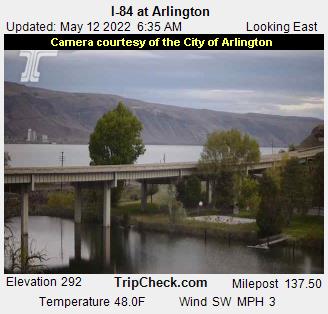 I-84 at Arlington
Updated: May 12 2022 6:35 AM Looking East
Camera courtesy of the City of Arlington
Elevation 292 TripCheck.com Milepost 137.50
Temperature 48.0F Wind SW MPH 3